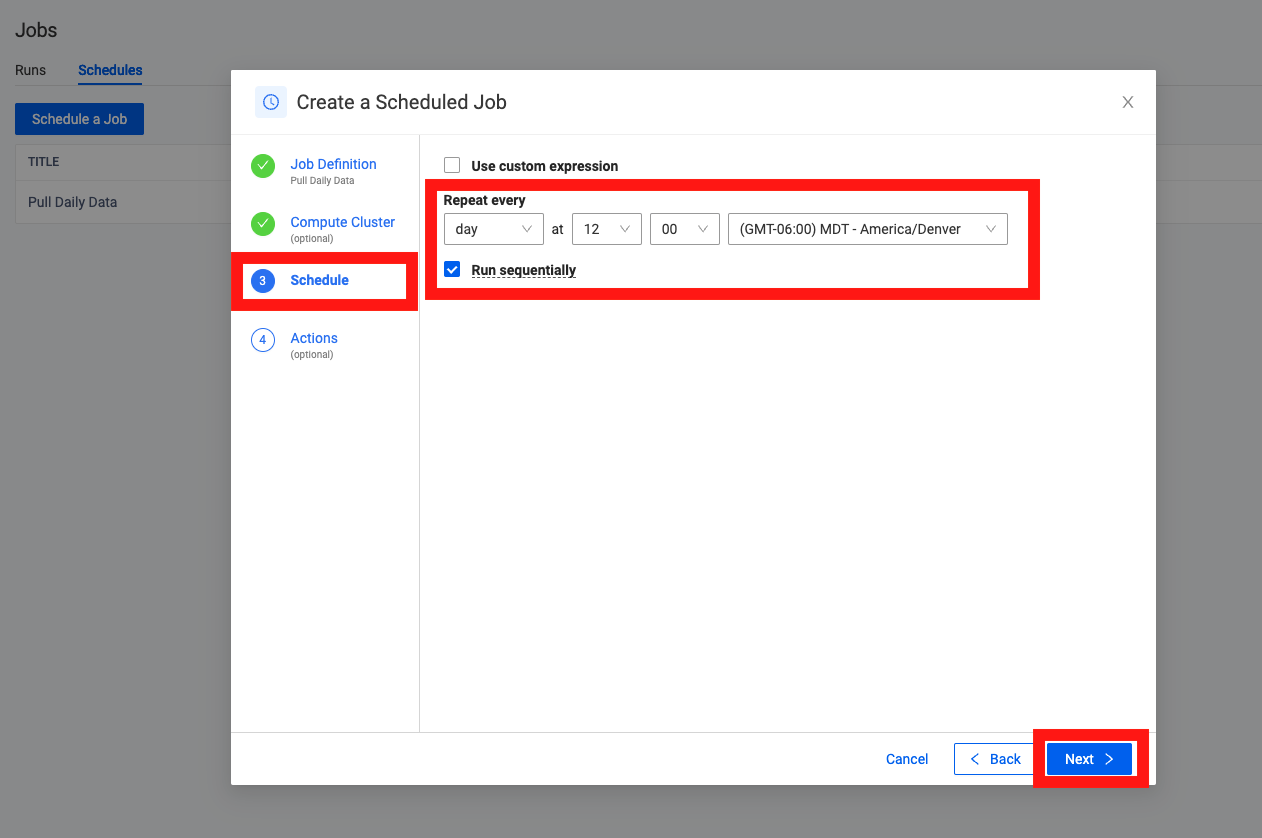 Jobs
Runs Schedules
Schedule a Job
TITLE
Pull Daily Data
Create a Scheduled Job
Job Definition
Pull Daily Data
Compute Cluster
(optional)
3 Schedule
4 Actions
(optional)
Use custom expression
Repeat every
day at 12 00 (GMT-06:00) MDT - America/Denver
Run sequentially
Cancel Back Next